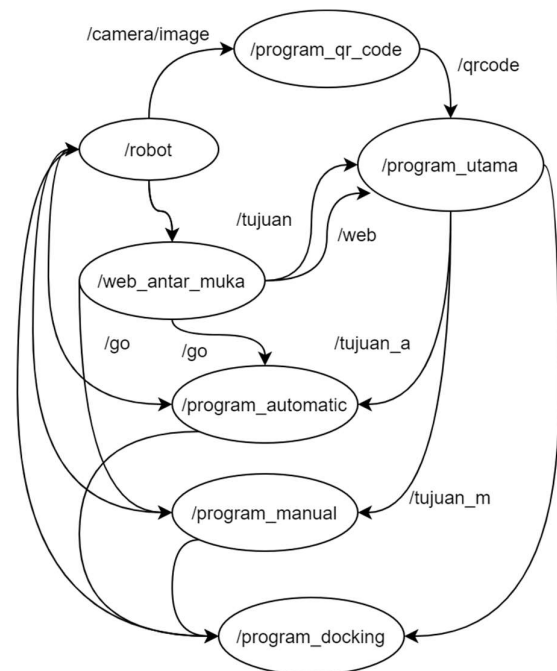 /camera/image
/program_qr_code
/qrcode
/robot
/program_utama
/tujuan
/web
/web_antar_muka
/go
/go
/tujuan_a
/program_automatic
/tujuan_m
/program_manual
/program_docking